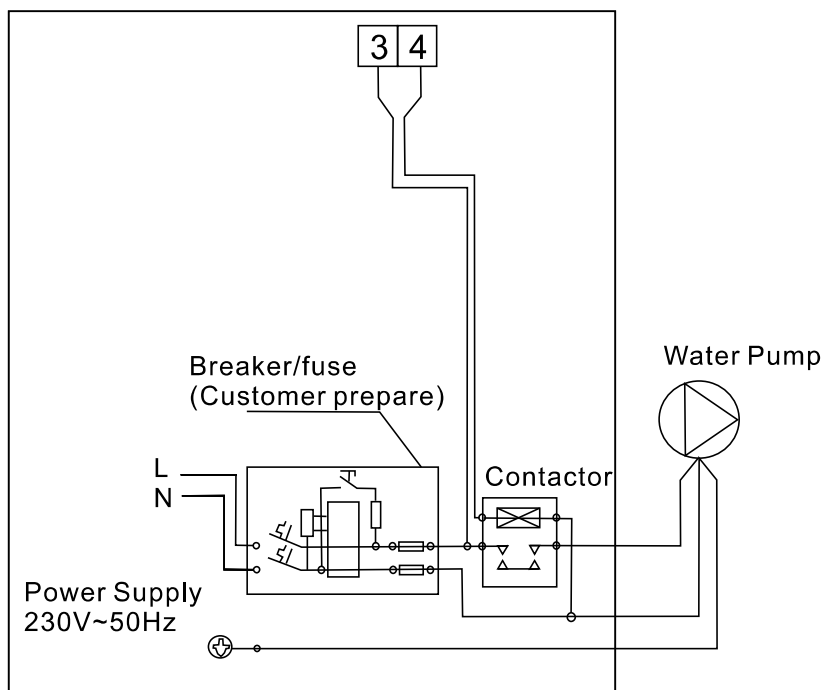 3 4
Breaker/fuse
(Customer prepare)
Water Pump
L
N
Contactor
Power Supply
230V~50Hz